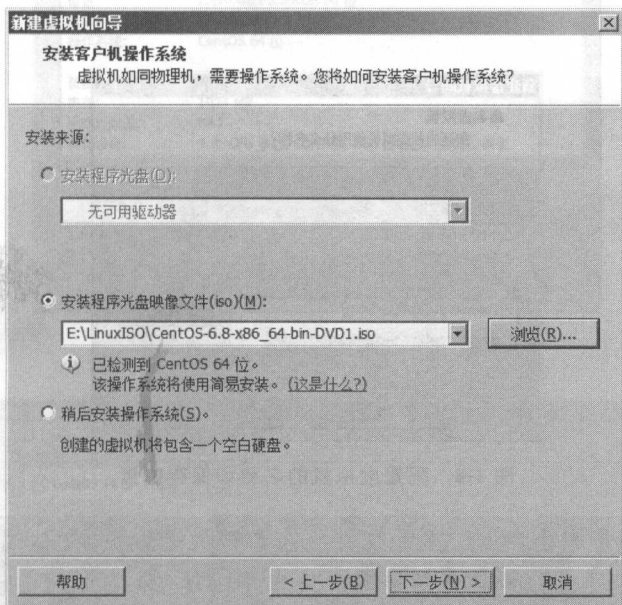 新建虚拟机向导
安装客户机操作系统
虚拟机如同物理机，需要操作系统。您将如何安装客户机操作系统？
安装来源：
安装程序光盘(D):
无可用驱动器
安装程序光盘映像文件(iso)(M):
E:\LinuxISO\CentOS-6.8-x86_64-bin-DVD1.iso
浏览(R)...
已检测到 CentOS 64 位。
该操作系统将使用简易安装。(这是什么?)
稍后安装操作系统(S)。
创建的虚拟机将包含一个空白硬盘。
帮助
< 上一步(B)
下一步(N) >
取消